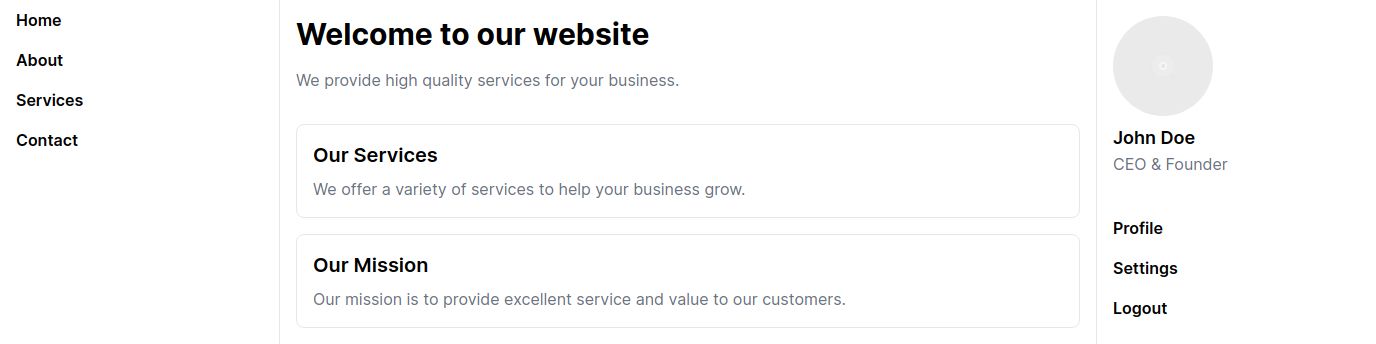 Home
About
Services
Contact
Welcome to our website
We provide high quality services for your business.
Our Services
We offer a variety of services to help your business grow.
Our Mission
Our mission is to provide excellent service and value to our customers.
John Doe
CEO & Founder
Profile
Settings
Logout